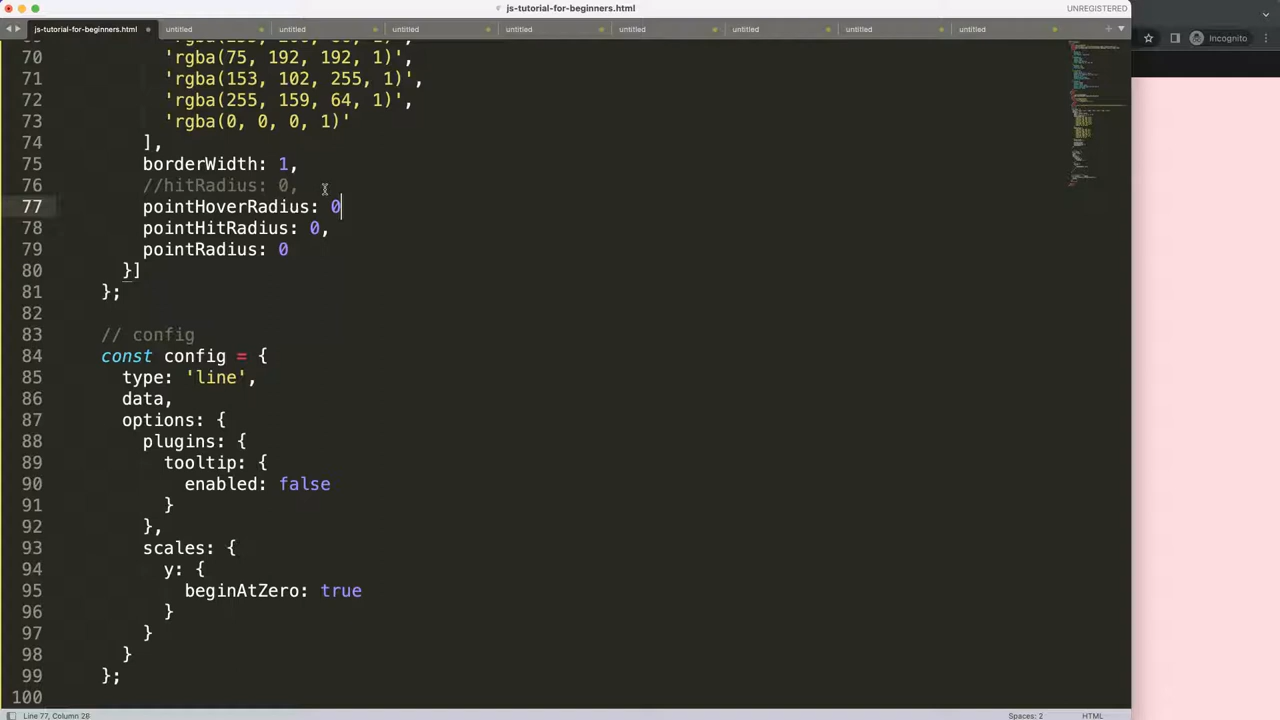 js-tutorial-for-beginners.html
UNREGISTERED
js-tutorial-for-beginners.html untitled untitled untitled untitled untitled untitled untitled untitled
Incognito
70 'rgba(75, 192, 192, 1)',
71 'rgba(153, 102, 255, 1)',
72 'rgba(255, 159, 64, 1)',
73 'rgba(0, 0, 0, 1)'
74 ],
75 borderWidth: 1,
76 //hitRadius: 0,
77 pointHoverRadius: 0
78 pointHitRadius: 0,
79 pointRadius: 0
80 }]
81 };
82
83 // config
84 const config = {
85 type: 'line',
86 data,
87 options: {
88 plugins: {
89 tooltip: {
90 enabled: false
91 }
92 },
93 scales: {
94 y: {
95 beginAtZero: true
96 }
97 }
98 }
99 };
100
Line 77, Column 28
Spaces: 2
HTML